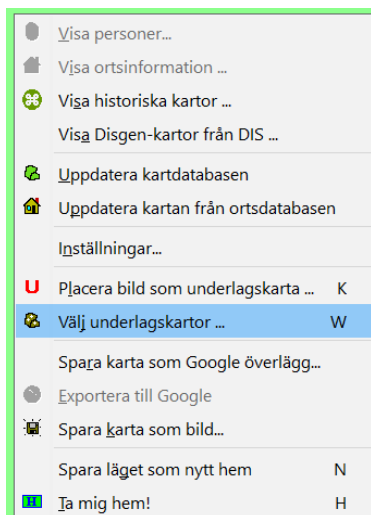 Visa personer...
Visa ortsinformation ...
Visa historiska kartor ...
Visa Disgen-kartor från DIS ...
Uppdatera kartdatabasen
Uppdatera kartan från ortsdatabasen
Inställningar...
U Placera bild som underlagskarta ... K
Välj underlagskartor ... W
Spara karta som Google överlägg...
Exportera till Google
Spara karta som bild...
Spara läget som nytt hem N
H Ta mig hem! H